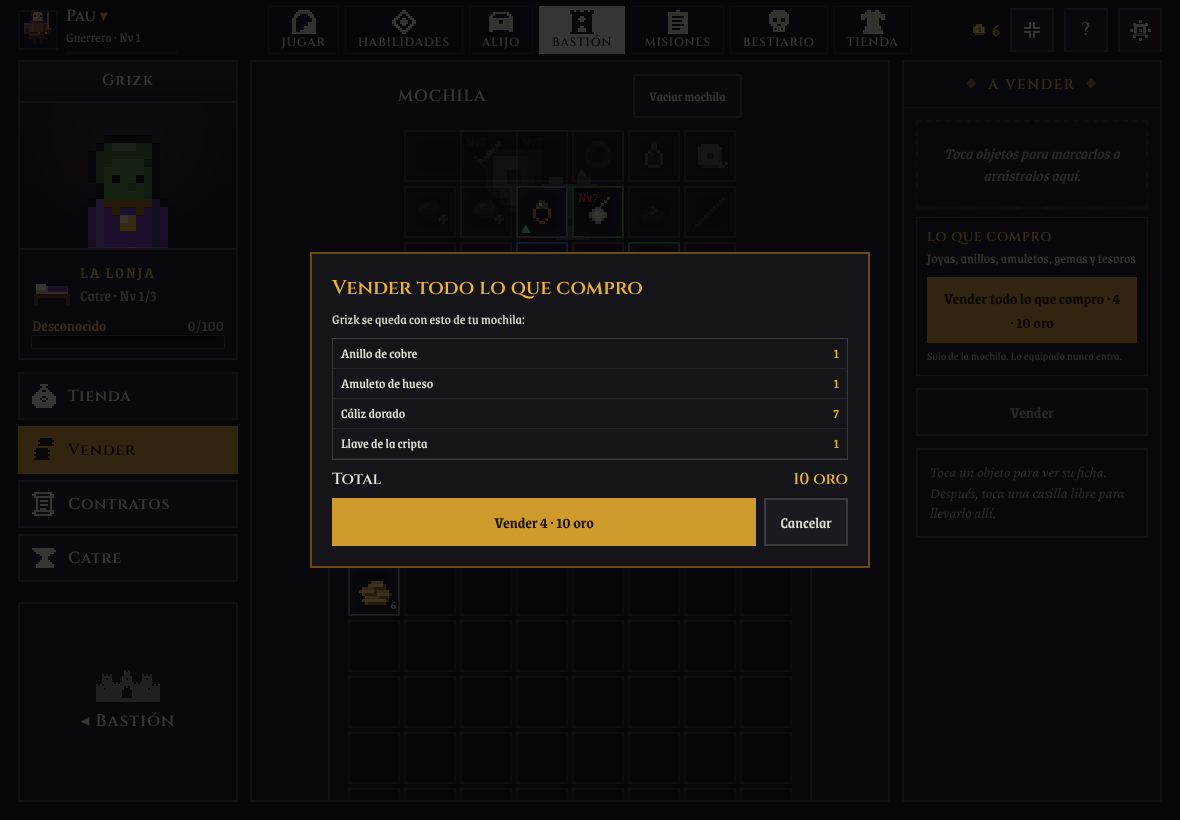 Pau ▾
Guerrero · Nv 1
Jugar
Habilidades
Alijo
Bastión
Misiones
Bestiario
Tienda
6
?
Grizk
La Lonja
Catre · Nv 1/3
Desconocido 0/100
Tienda
Vender
Contratos
Catre
◂ Bastión
Mochila
Vaciar mochila
Nv7
Vender todo lo que compro
Grizk se queda con esto de tu mochila:
Anillo de cobre 1
Amuleto de hueso 1
Cáliz dorado 7
Llave de la cripta 1
Total 10 oro
Vender 4 · 10 oro
Cancelar
6
◆ A vender ◆
Toca objetos para marcarlos o
arrástralos aquí.
Lo que compro
Joyas, anillos, amuletos, gemas y tesoros
Vender todo lo que compro · 4
· 10 oro
Solo de la mochila. Lo equipado nunca entra.
Vender
Toca un objeto para ver su ficha.
Después, toca una casilla libre para
llevarlo allí.